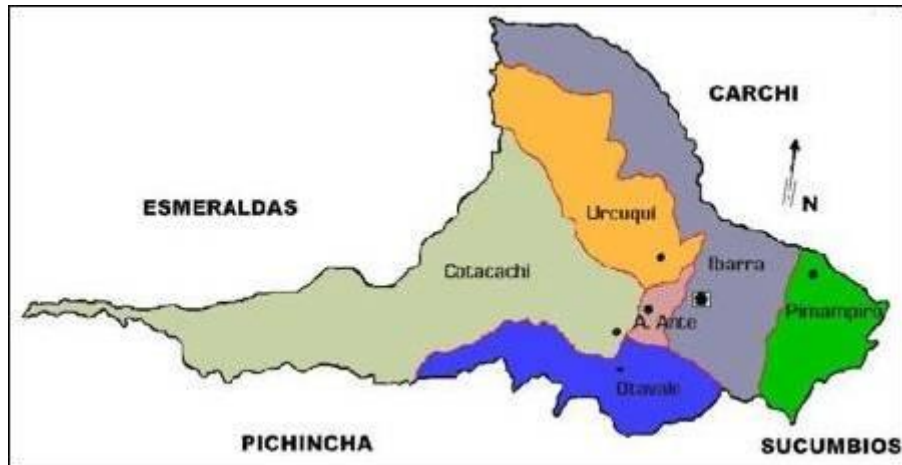 CARCHI
ESMERALDAS
N
Urcuquí
Ibarra
Cotacachi
Pimampiro
A. Ante
Otavalo
PICHINCHA
SUCUMBIOS